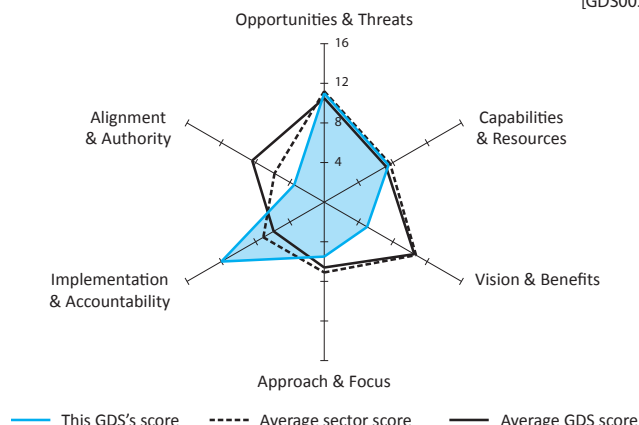 [GDS00
Opportunities & Threats
16
12
8
4
Alignment
& Authority
Capabilities
& Resources
Implementation
& Accountability
Vision & Benefits
Approach & Focus
This GDS's score
Average sector score
Average GDS score